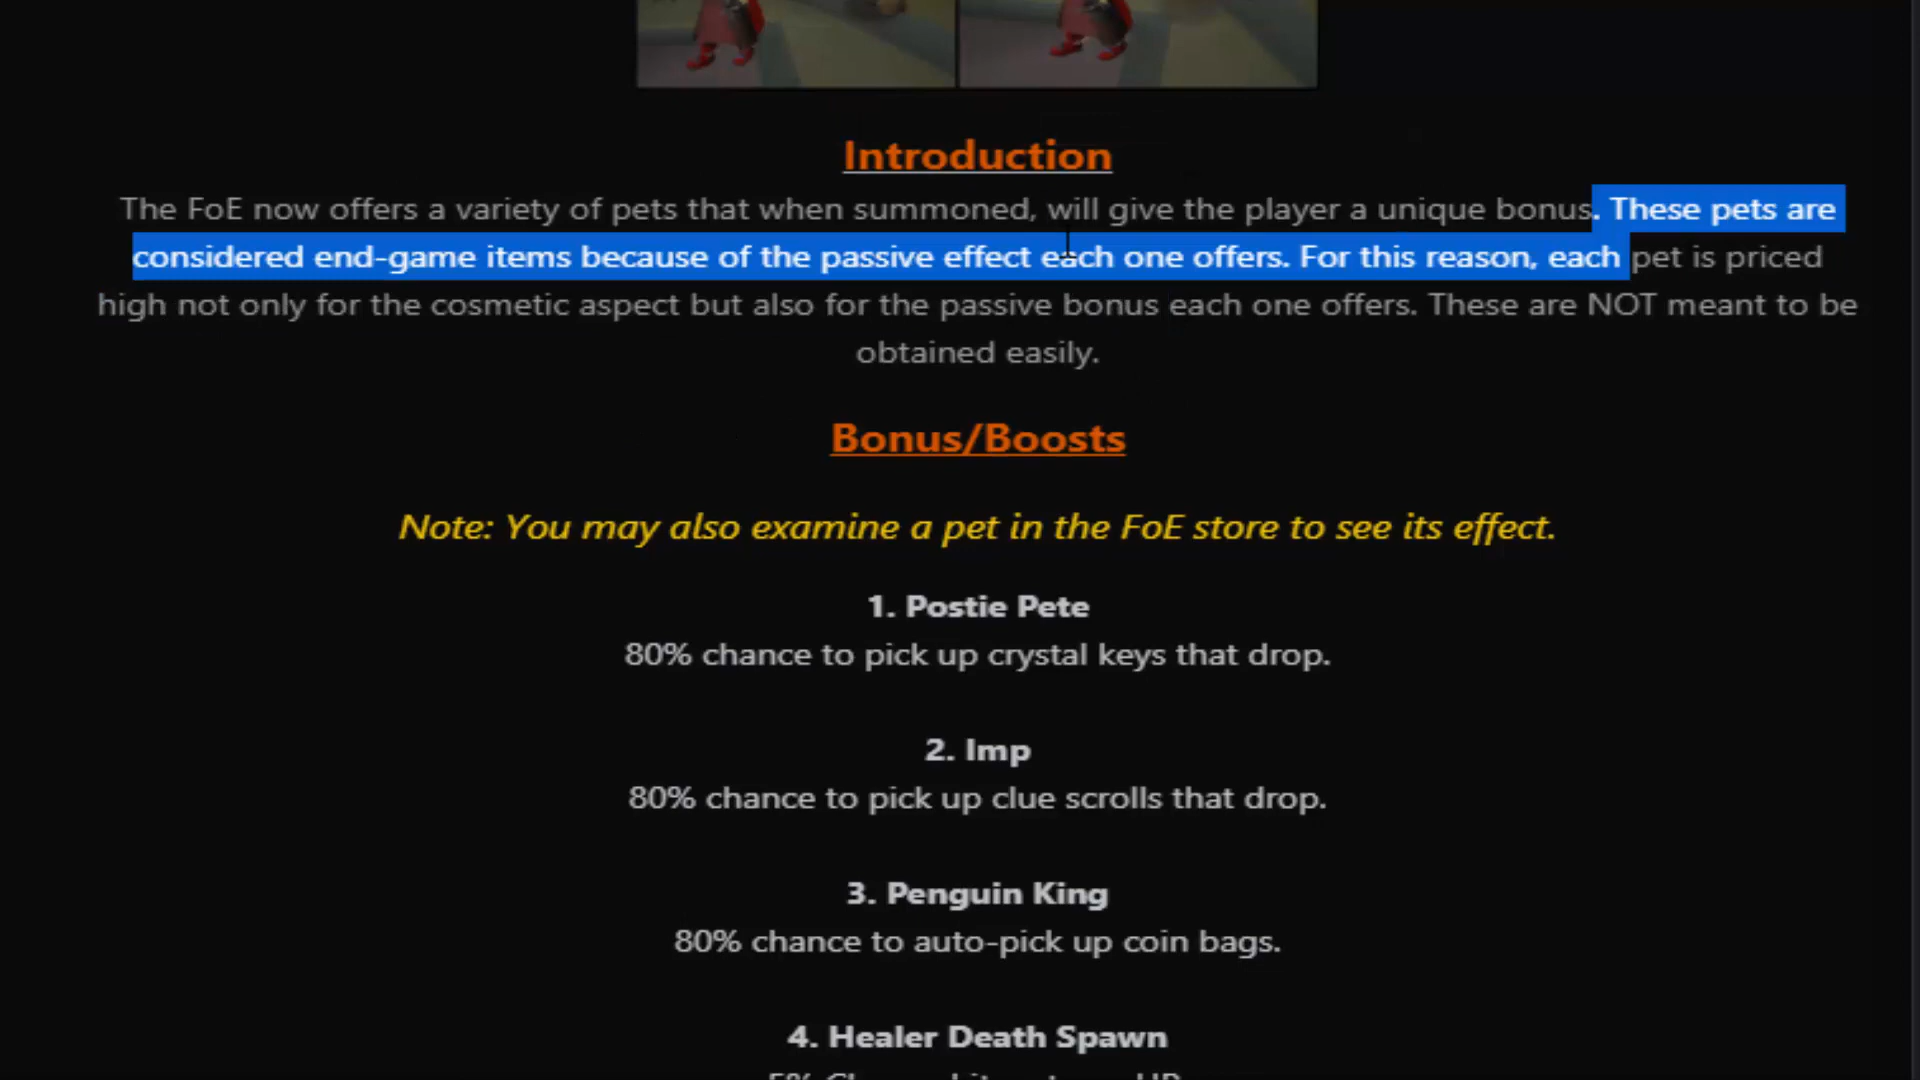 Introduction
The FoE now offers a variety of pets that when summoned, will give the player a unique bonus. These pets are
considered end-game items because of the passive effect each one offers. For this reason, each pet is priced
high not only for the cosmetic aspect but also for the passive bonus each one offers. These are NOT meant to be
obtained easily.
Bonus/Boosts
Note: You may also examine a pet in the FoE store to see its effect.
1. Postie Pete
80% chance to pick up crystal keys that drop.
2. Imp
80% chance to pick up clue scrolls that drop.
3. Penguin King
80% chance to auto-pick up coin bags.
4. Healer Death Spawn